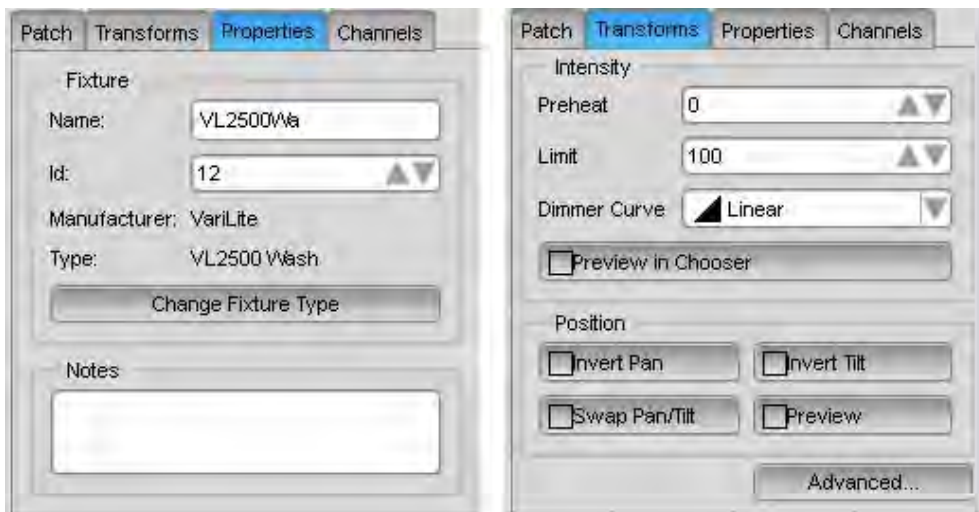 Patch Transforms Properties Channels
Fixture
Name: VL2500Wa
Id: 12
Manufacturer: VariLite
Type: VL2500 Wash
Change Fixture Type
Notes
Patch Transforms Properties Channels
Intensity
Preheat 0
Limit 100
Dimmer Curve Linear
Preview in Chooser
Position
Invert Pan Invert Tilt
Swap Pan/Tilt Preview
Advanced...